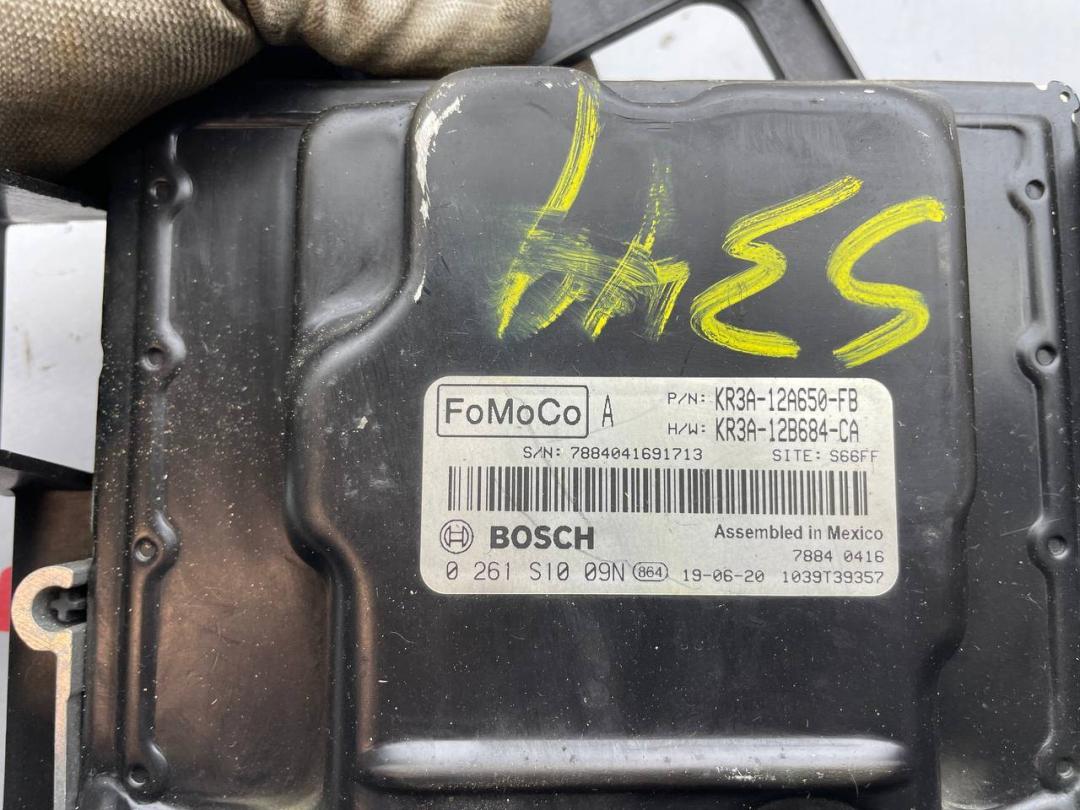 FoMoCo A P/N: KR3A-12A650-FB
H/W: KR3A-12B684-CA
S/N: 7884041691713 SITE: S66FF
BOSCH Assembled in Mexico
7884 0416
0 261 S10 09N 864 19-06-20 1039T39357